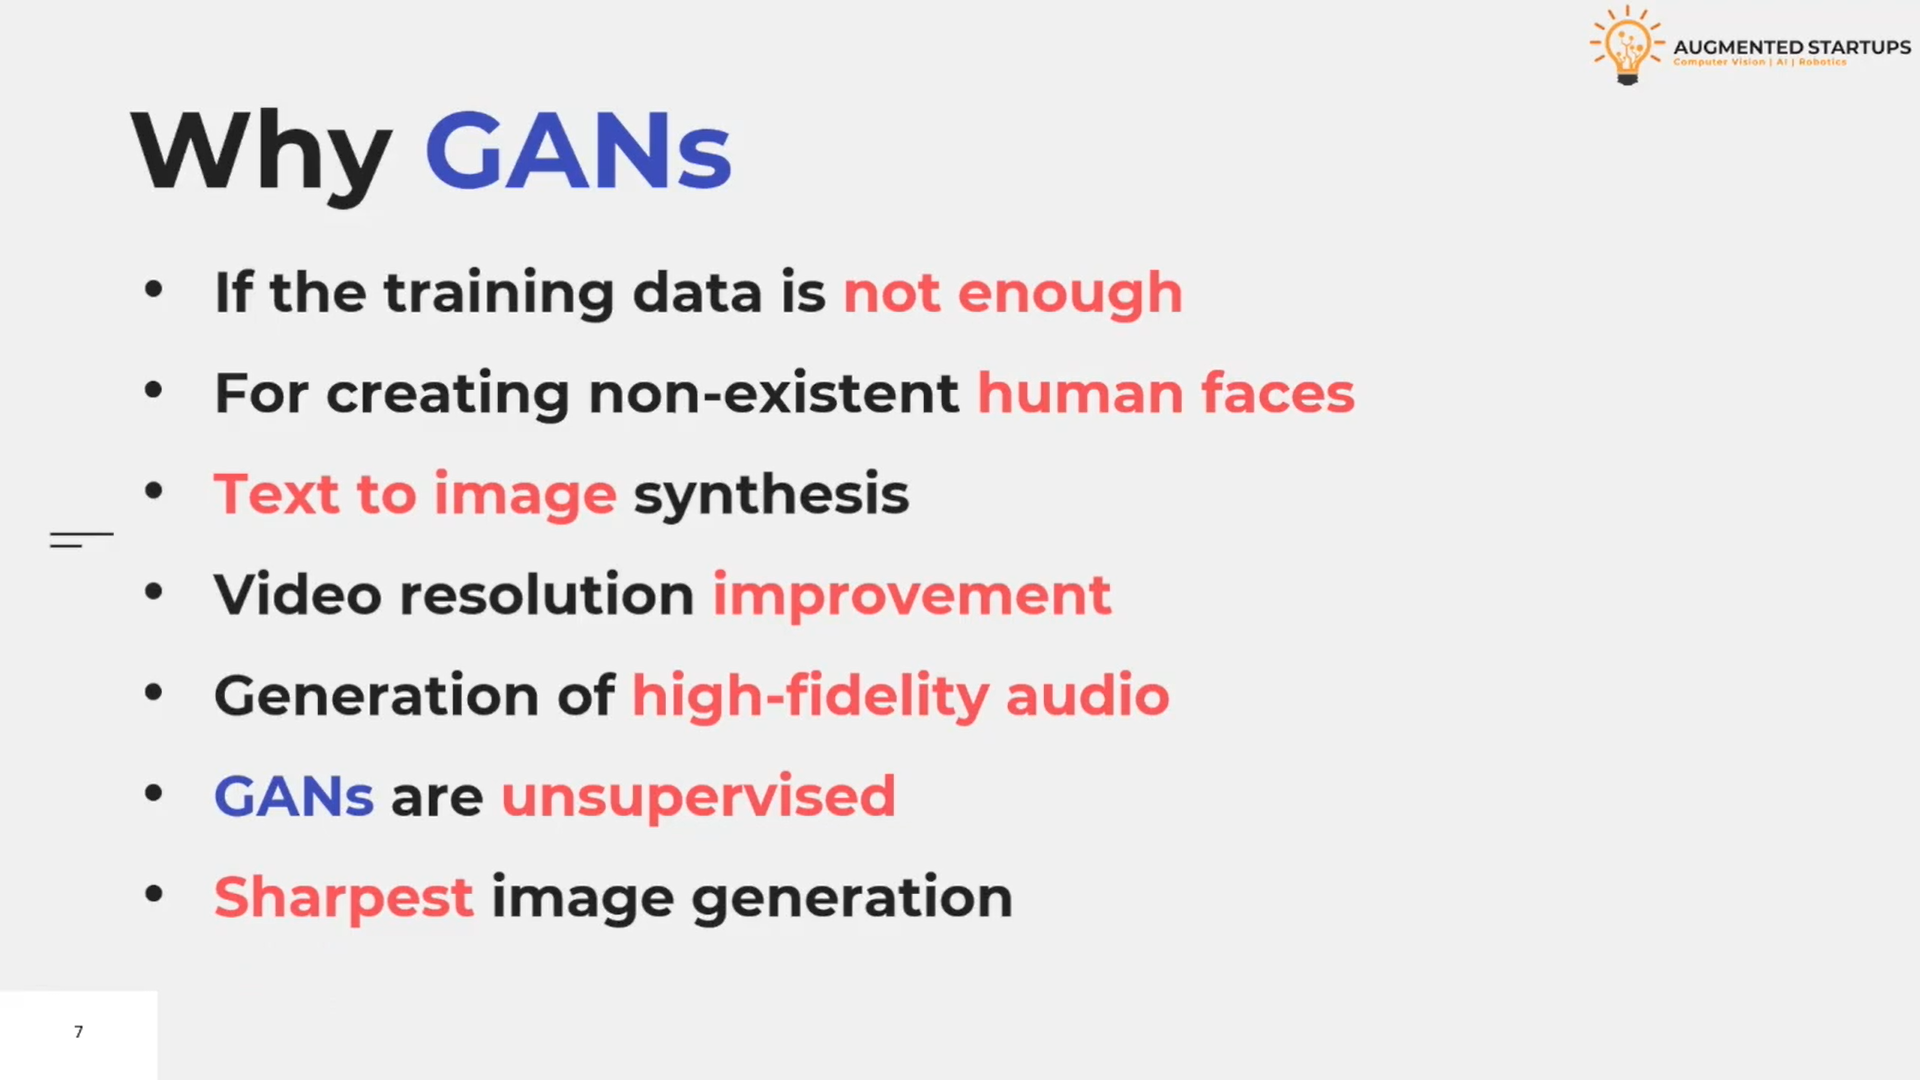 AUGMENTED STARTUPS
Computer Vision | AI | Robotics
Why GANs
• If the training data is not enough
• For creating non-existent human faces
• Text to image synthesis
• Video resolution improvement
• Generation of high-fidelity audio
• GANs are unsupervised
• Sharpest image generation
7